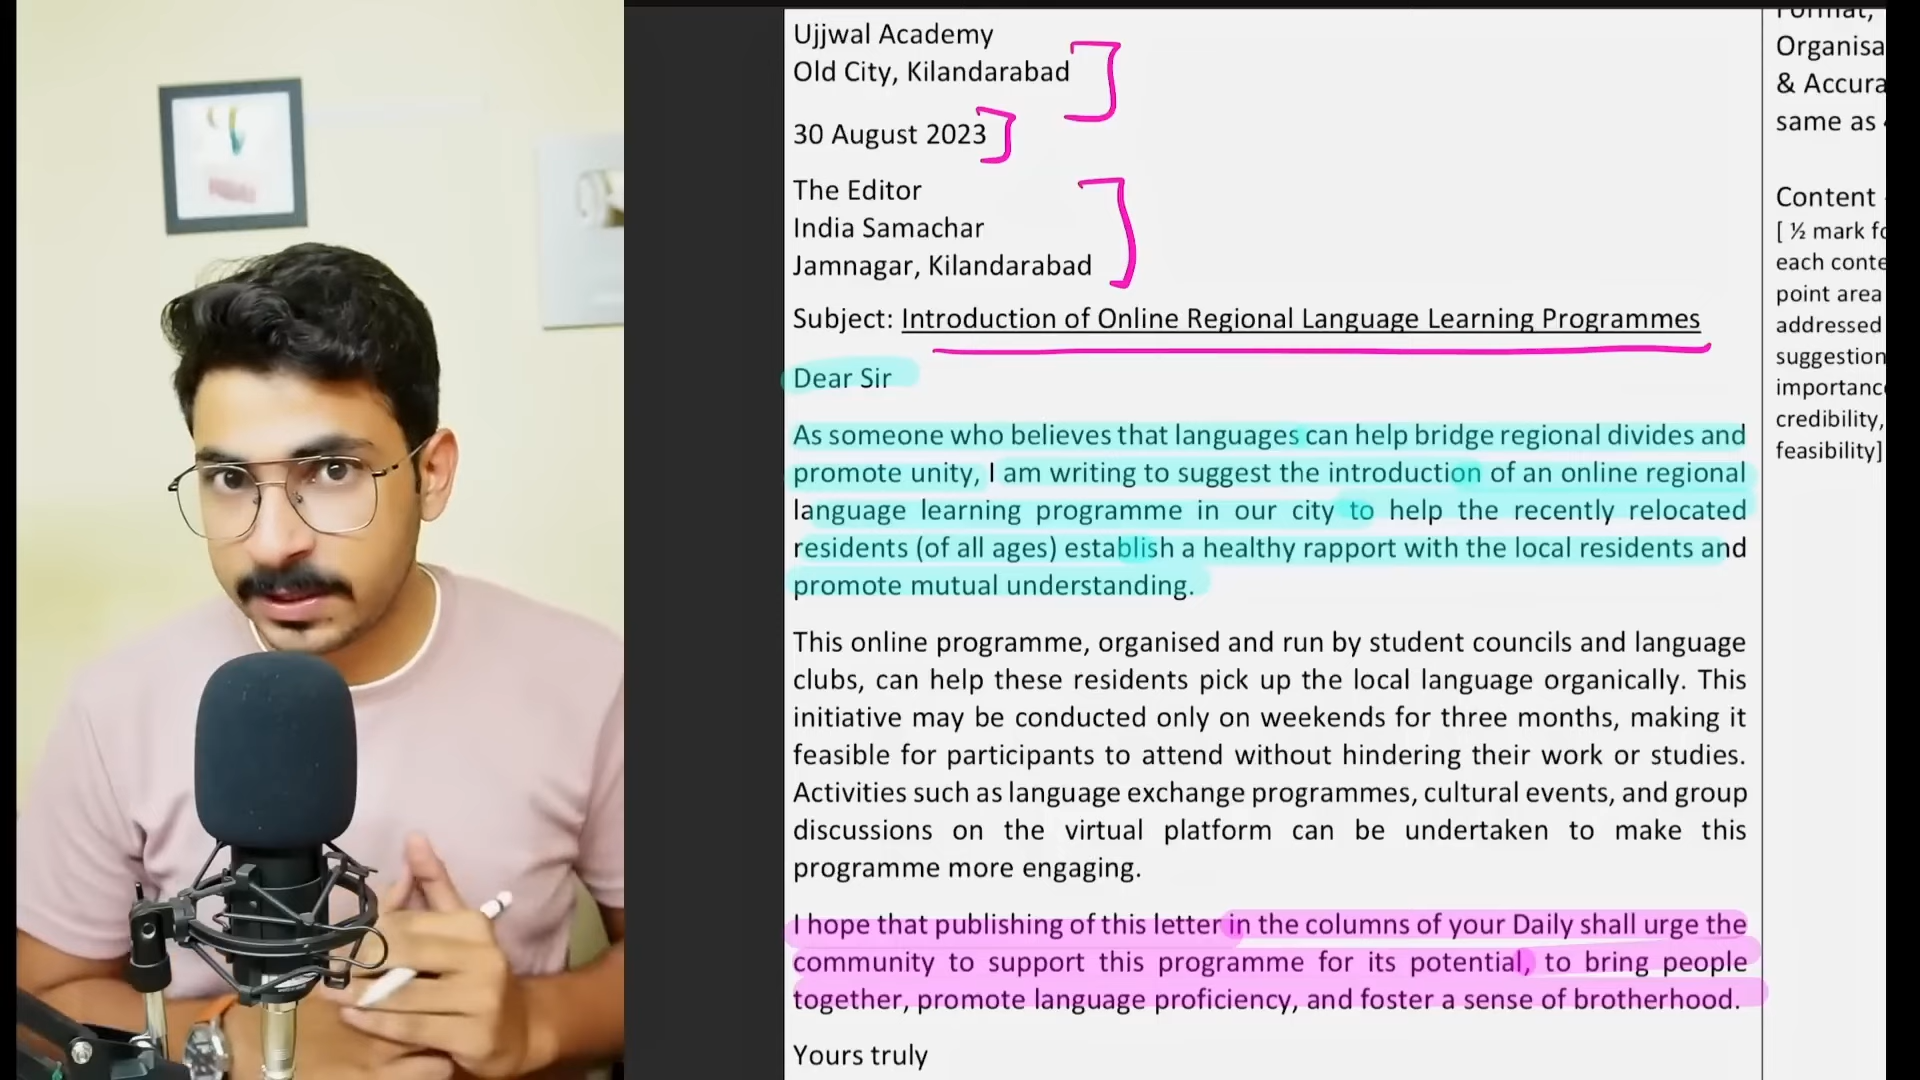 Ujjwal Academy
Old City, Kilandarabad
30 August 2023
The Editor
India Samachar
Jamnagar, Kilandarabad
Subject: Introduction of Online Regional Language Learning Programmes
Dear Sir
As someone who believes that languages can help bridge regional divides and
promote unity, I am writing to suggest the introduction of an online regional
language learning programme in our city to help the recently relocated
residents (of all ages) establish a healthy rapport with the local residents and
promote mutual understanding.
This online programme, organised and run by student councils and language
clubs, can help these residents pick up the local language organically. This
initiative may be conducted only on weekends for three months, making it
feasible for participants to attend without hindering their work or studies.
Activities such as language exchange programmes, cultural events, and group
discussions on the virtual platform can be undertaken to make this
programme more engaging.
I hope that publishing of this letter in the columns of your Daily shall urge the
community to support this programme for its potential, to bring people
together, promote language proficiency, and foster a sense of brotherhood.
Yours truly
Format,
Organisa
& Accura
same as
Content
[ ½ mark fo
each conte
point area
addressed
suggestion
importanc
credibility,
feasibility]